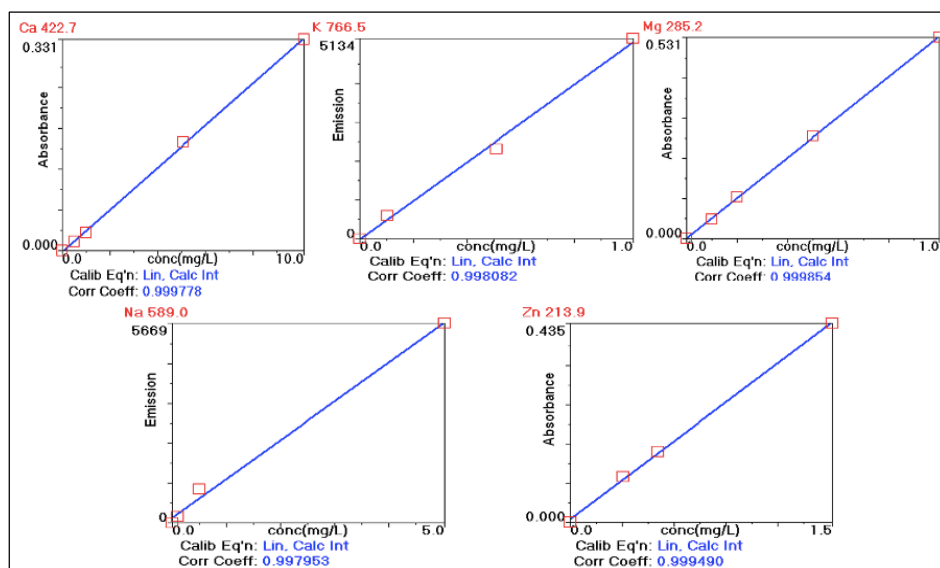 Ca 422.7
0.331
Absorbance
0.000
0.0
conc(mg/L)
10.0
Calib Eq'n: Lin, Calc Int
Corr Coeff: 0.999778
K 766.5
5134
Emission
0
0.0
conc(mg/L)
1.0
Calib Eq'n: Lin, Calc Int
Corr Coeff: 0.998082
Mg 285.2
0.531
Absorbance
0.000
0.0
conc(mg/L)
1.0
Calib Eq'n: Lin, Calc Int
Corr Coeff: 0.999854
Na 589.0
5669
Emission
0
0.0
conc(mg/L)
5.0
Calib Eq'n: Lin, Calc Int
Corr Coeff: 0.997953
Zn 213.9
0.435
Absorbance
0.000
0.0
conc(mg/L)
1.5
Calib Eq'n: Lin, Calc Int
Corr Coeff: 0.999490